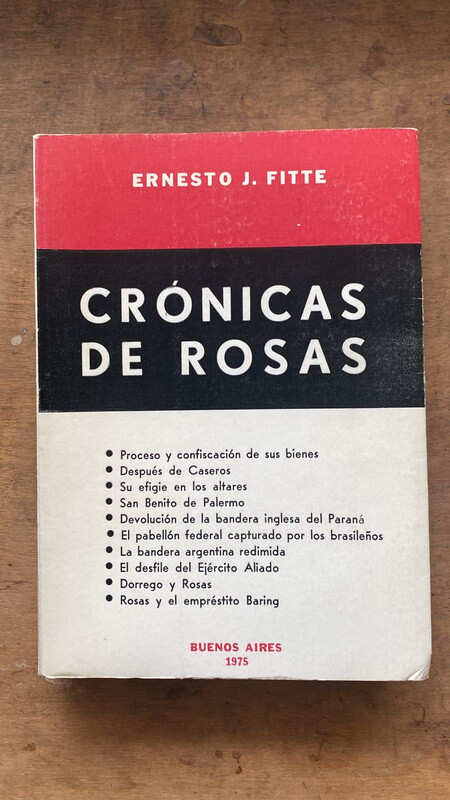 ERNESTO J. FITTE
CRÓNICAS
DE ROSAS
• Proceso y confiscación de sus bienes
• Después de Caseros
• Su efigie en los altares
• San Benito de Palermo
• Devolución de la bandera inglesa del Paraná
• El pabellón federal capturado por los brasileños
• La bandera argentina redimida
• El desfile del Ejército Aliado
• Dorrego y Rosas
• Rosas y el empréstito Baring
BUENOS AIRES
1975